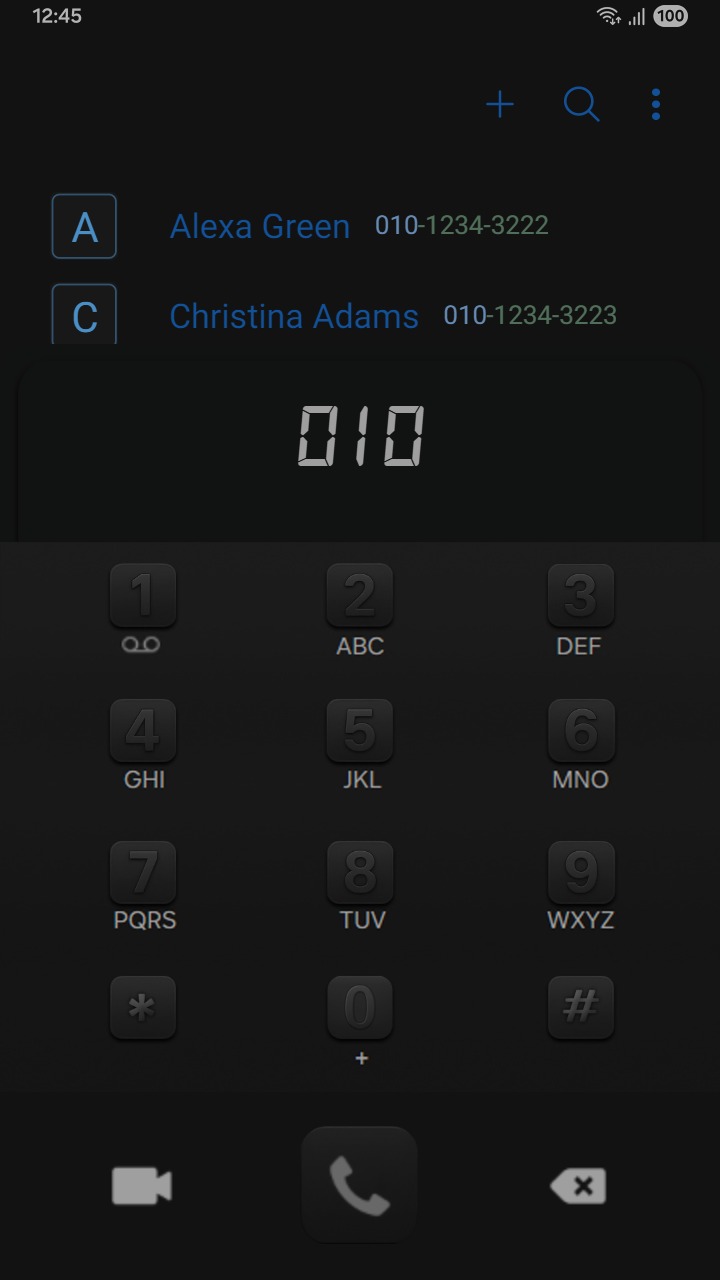 12:45 100
A Alexa Green 010-1234-3222
C Christina Adams 010-1234-3223
010
1 2 3
ABC DEF
4 5 6
GHI JKL MNO
7 8 9
PQRS TUV WXYZ
* 0 #
+